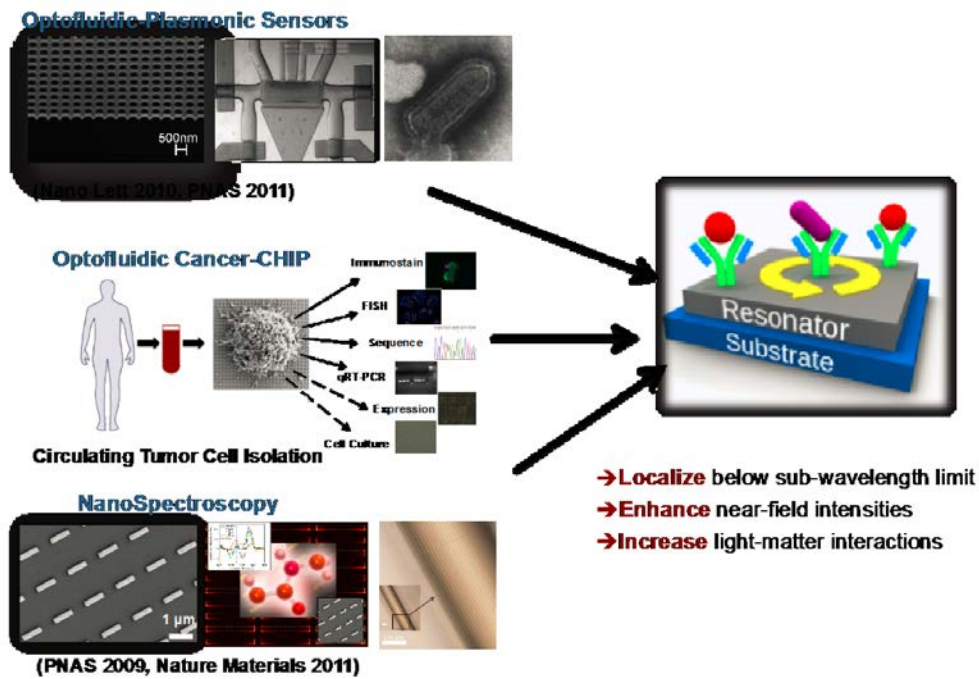 Optofluidic-Plasmonic Sensors
500nm
(Nano Lett 2010, PNAS 2011)
Optofluidic Cancer-CHIP
Immunostain
FISH
Sequence
qRT-PCR
Expression
Cell Culture
Circulating Tumor Cell Isolation
NanoSpectroscopy
1 µm
(PNAS 2009, Nature Materials 2011)
Resonator
Substrate
➔Localize below sub-wavelength limit
➔Enhance near-field intensities
➔Increase light-matter interactions